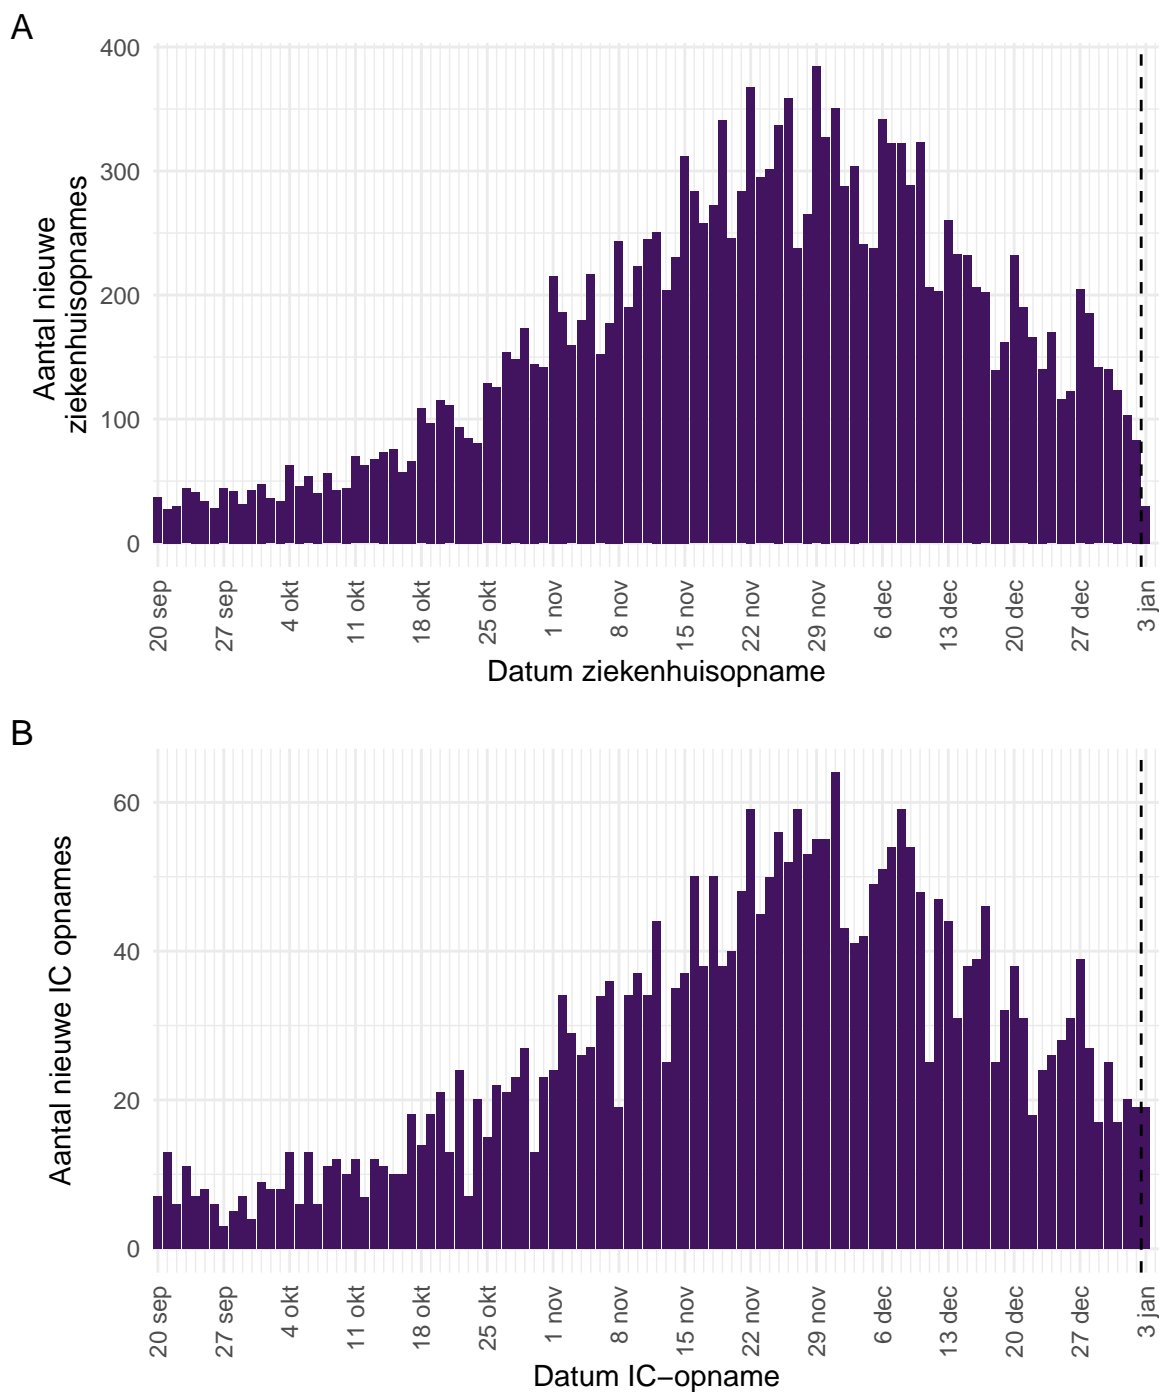 A
400
300
200
100
0
Aantal nieuwe
ziekenhuisopnames
20 sep
27 sep
4 okt
11 okt
18 okt
25 okt
1 nov
8 nov
15 nov
22 nov
29 nov
6 dec
13 dec
20 dec
27 dec
3 jan
Datum ziekenhuisopname
B
60
40
20
0
Aantal nieuwe IC opnames
20 sep
27 sep
4 okt
11 okt
18 okt
25 okt
1 nov
8 nov
15 nov
22 nov
29 nov
6 dec
13 dec
20 dec
27 dec
3 jan
Datum IC−opname